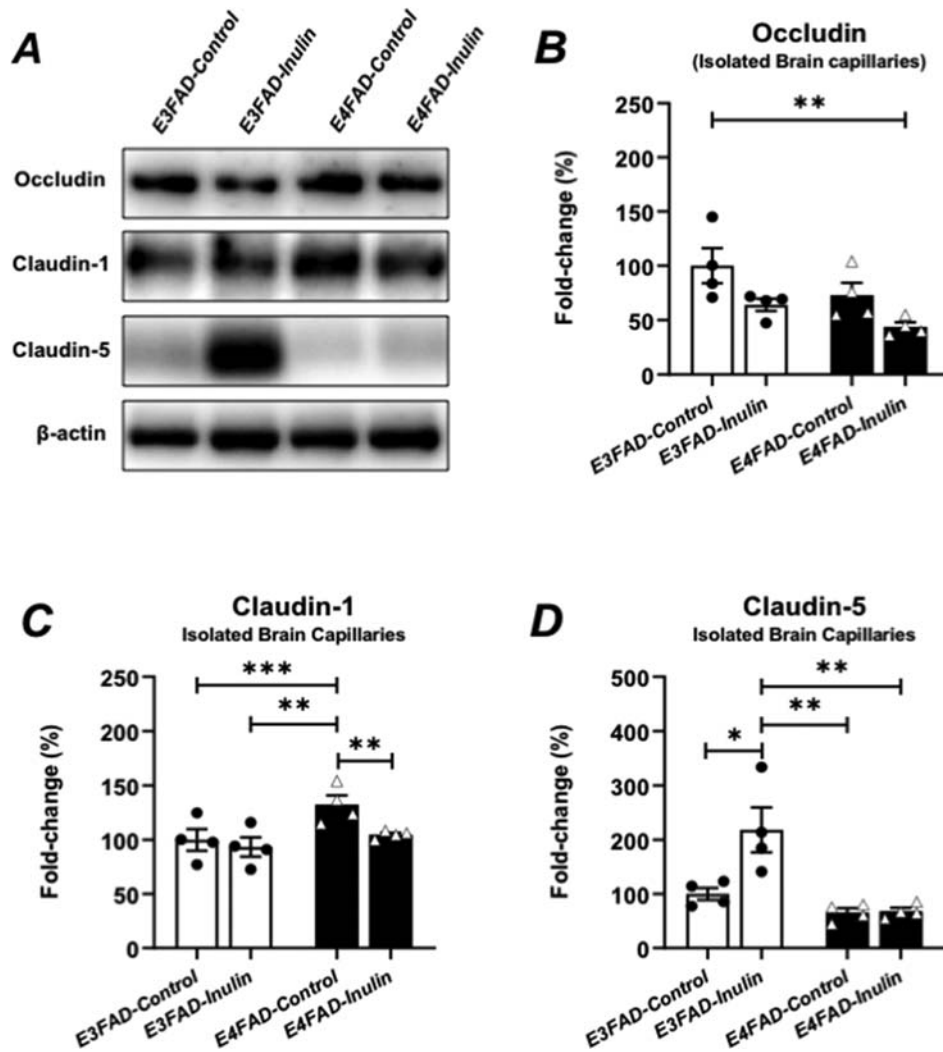 A
E3FAD-Control
E3FAD-Inulin
E4FAD-Control
E4FAD-Inulin
Occludin
Claudin-1
Claudin-5
β-actin
B
Occludin
(Isolated Brain capillaries)
Fold-change (%)
250
200
150
100
50
0
**
E3FAD-Control
E3FAD-Inulin
E4FAD-Control
E4FAD-Inulin
C
Claudin-1
Isolated Brain Capillaries
Fold-change (%)
250
200
150
100
50
0
***
**
**
E3FAD-Control
E3FAD-Inulin
E4FAD-Control
E4FAD-Inulin
D
Claudin-5
Isolated Brain Capillaries
Fold-change (%)
500
400
300
200
100
0
**
**
*
E3FAD-Control
E3FAD-Inulin
E4FAD-Control
E4FAD-Inulin